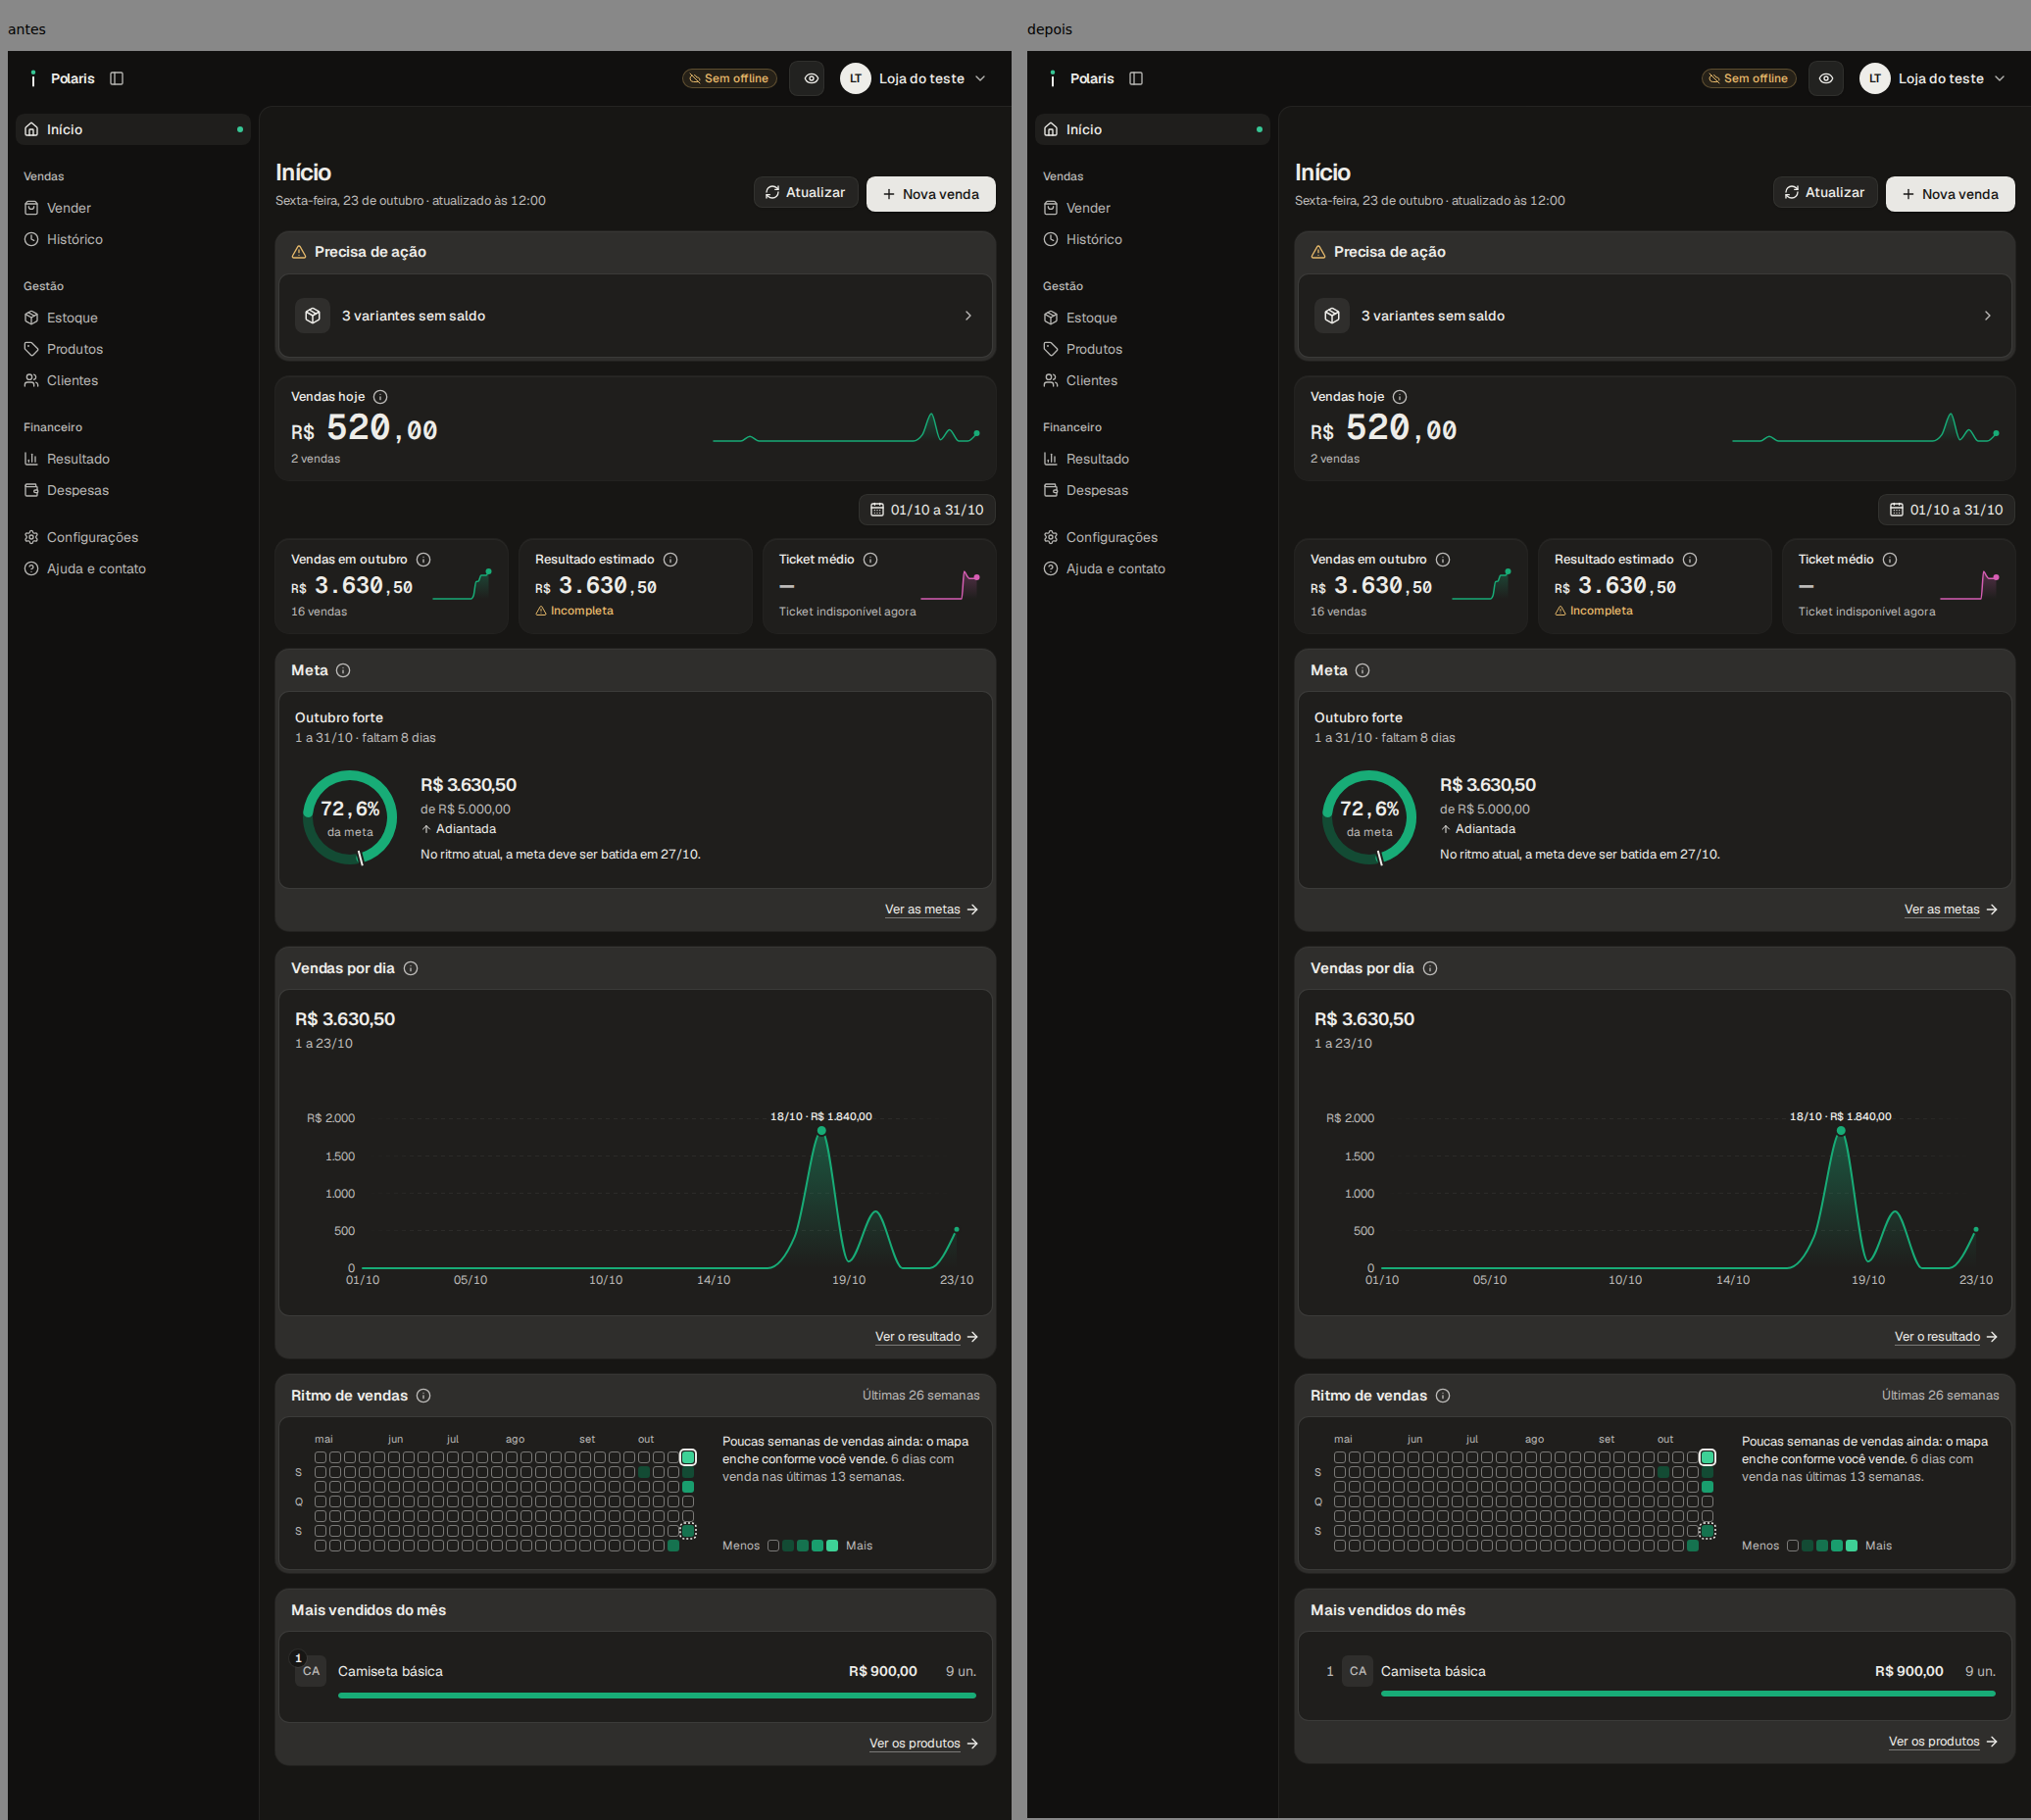 antes
Polaris
Sem offline
LT
Loja do teste
Início
Vendas
Vender
Histórico
Gestão
Estoque
Produtos
Clientes
Financeiro
Resultado
Despesas
Configurações
Ajuda e contato
Início
Sexta-feira, 23 de outubro · atualizado às 12:00
Atualizar
Nova venda
Precisa de ação
3 variantes sem saldo
Vendas hoje
R$ 520,00
2 vendas
01/10 a 31/10
Vendas em outubro
R$ 3.630,50
16 vendas
Resultado estimado
R$ 3.630,50
Incompleta
Ticket médio
—
Ticket indisponível agora
Meta
Outubro forte
1 a 31/10 · faltam 8 dias
72,6%
da meta
R$ 3.630,50
de R$ 5.000,00
Adiantada
No ritmo atual, a meta deve ser batida em 27/10.
Ver as metas
Vendas por dia
R$ 3.630,50
1 a 23/10
18/10 · R$ 1.840,00
R$ 2.000
1.500
1.000
500
0
01/10 05/10 10/10 14/10 19/10 23/10
Ver o resultado
Ritmo de vendas
Últimas 26 semanas
mai jun jul ago set out
S
Q
S
Poucas semanas de vendas ainda: o mapa
enche conforme você vende. 6 dias com
venda nas últimas 13 semanas.
Menos
Mais
Mais vendidos do mês
1
CA
Camiseta básica
R$ 900,00
9 un.
Ver os produtos
depois
Polaris
Sem offline
LT
Loja do teste
Início
Vendas
Vender
Histórico
Gestão
Estoque
Produtos
Clientes
Financeiro
Resultado
Despesas
Configurações
Ajuda e contato
Início
Sexta-feira, 23 de outubro · atualizado às 12:00
Atualizar
Nova venda
Precisa de ação
3 variantes sem saldo
Vendas hoje
R$ 520,00
2 vendas
01/10 a 31/10
Vendas em outubro
R$ 3.630,50
16 vendas
Resultado estimado
R$ 3.630,50
Incompleta
Ticket médio
—
Ticket indisponível agora
Meta
Outubro forte
1 a 31/10 · faltam 8 dias
72,6%
da meta
R$ 3.630,50
de R$ 5.000,00
Adiantada
No ritmo atual, a meta deve ser batida em 27/10.
Ver as metas
Vendas por dia
R$ 3.630,50
1 a 23/10
18/10 · R$ 1.840,00
R$ 2.000
1.500
1.000
500
0
01/10 05/10 10/10 14/10 19/10 23/10
Ver o resultado
Ritmo de vendas
Últimas 26 semanas
mai jun jul ago set out
S
Q
S
Poucas semanas de vendas ainda: o mapa
enche conforme você vende. 6 dias com
venda nas últimas 13 semanas.
Menos
Mais
Mais vendidos do mês
1
CA
Camiseta básica
R$ 900,00
9 un.
Ver os produtos